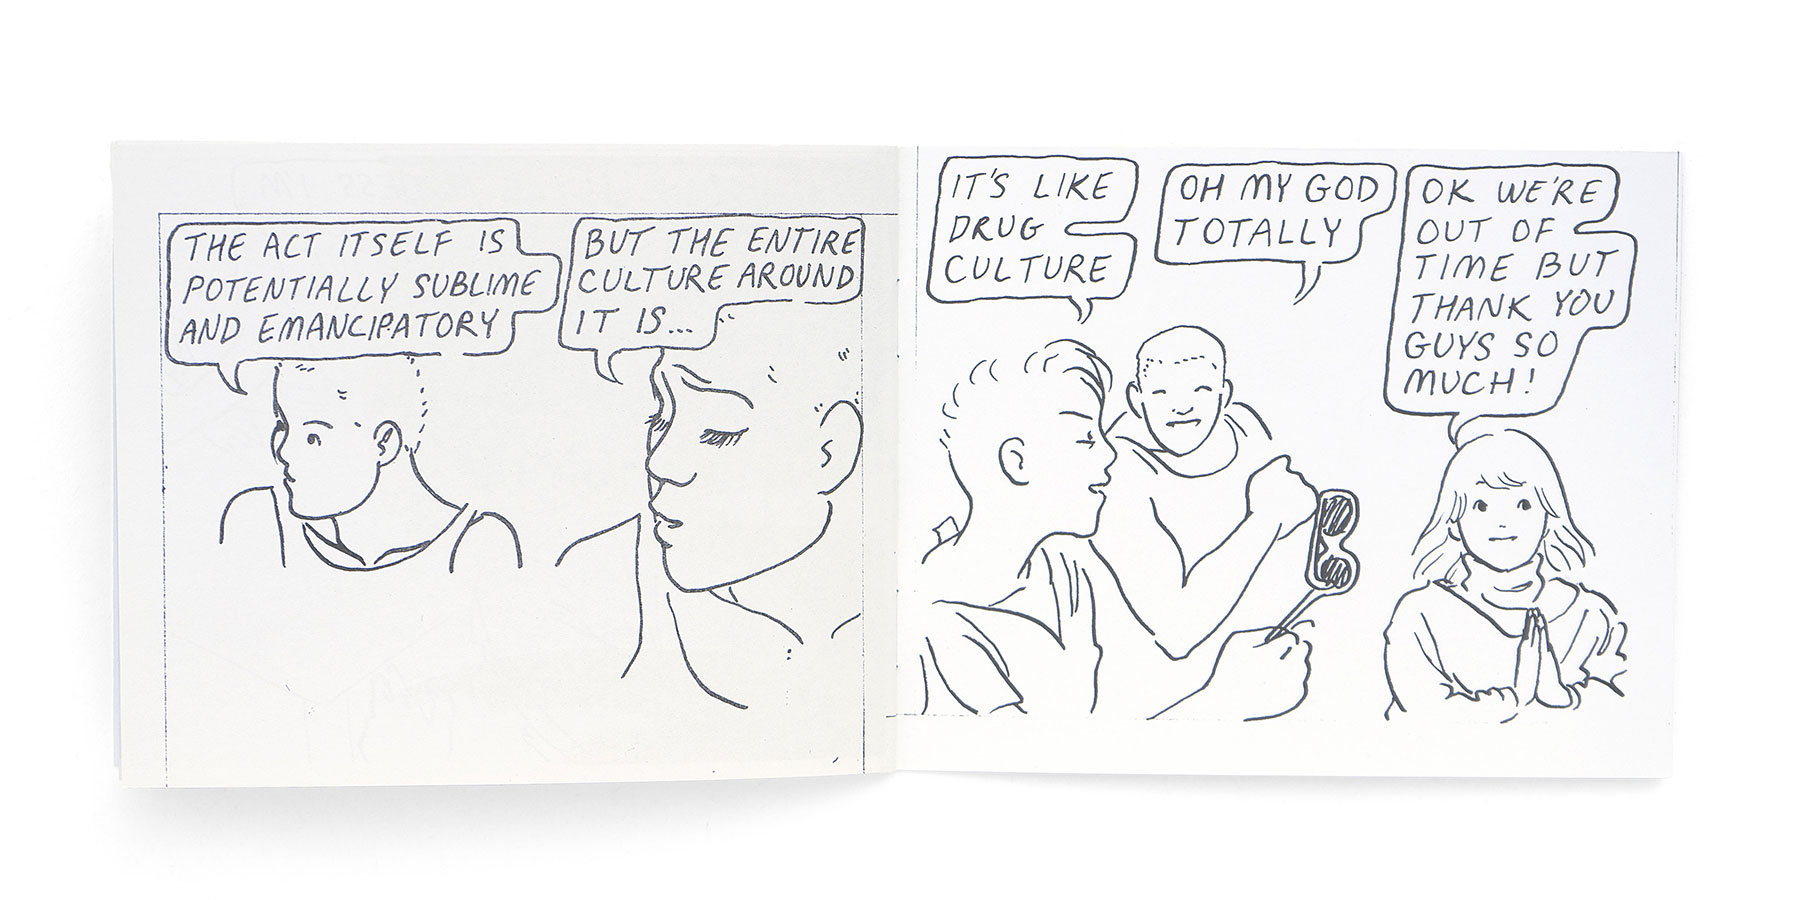 THE ACT ITSELF IS
POTENTIALLY SUBLIME
AND EMANCIPATORY
BUT THE ENTIRE
CULTURE AROUND
IT IS...
IT'S LIKE
DRUG
CULTURE
OH MY GOD
TOTALLY
OK WE'RE
OUT OF
TIME BUT
THANK YOU
GUYS SO
MUCH!